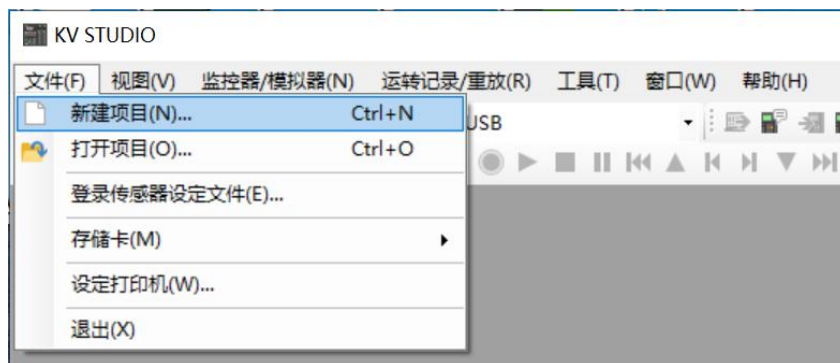 KV STUDIO
文件(F) 视图(V) 监控器/模拟器(N) 运转记录/重放(R) 工具(T) 窗口(W) 帮助(H)
新建项目(N)... Ctrl+N
USB
打开项目(O)... Ctrl+O
登录传感器设定文件(E)...
存储卡(M)
设定打印机(W)...
退出(X)